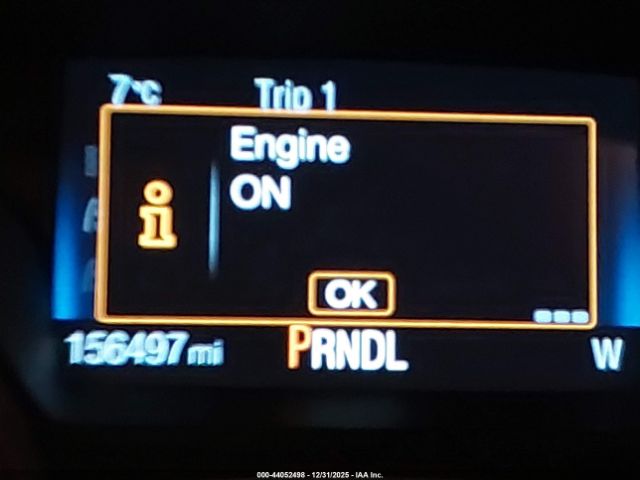 7°C Trip 1
Engine
ON
OK
156497 mi PRNDL W
000-44052498 - 12/31/2025 - IAA Inc.